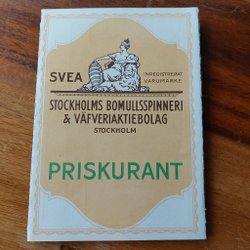 SVEA
INREGISTRERAT
VARUMÄRKE
STOCKHOLMS BOMULLSSPINNERI
& VÄFVERIAKTIEBOLAG
STOCKHOLM
PRISKURANT